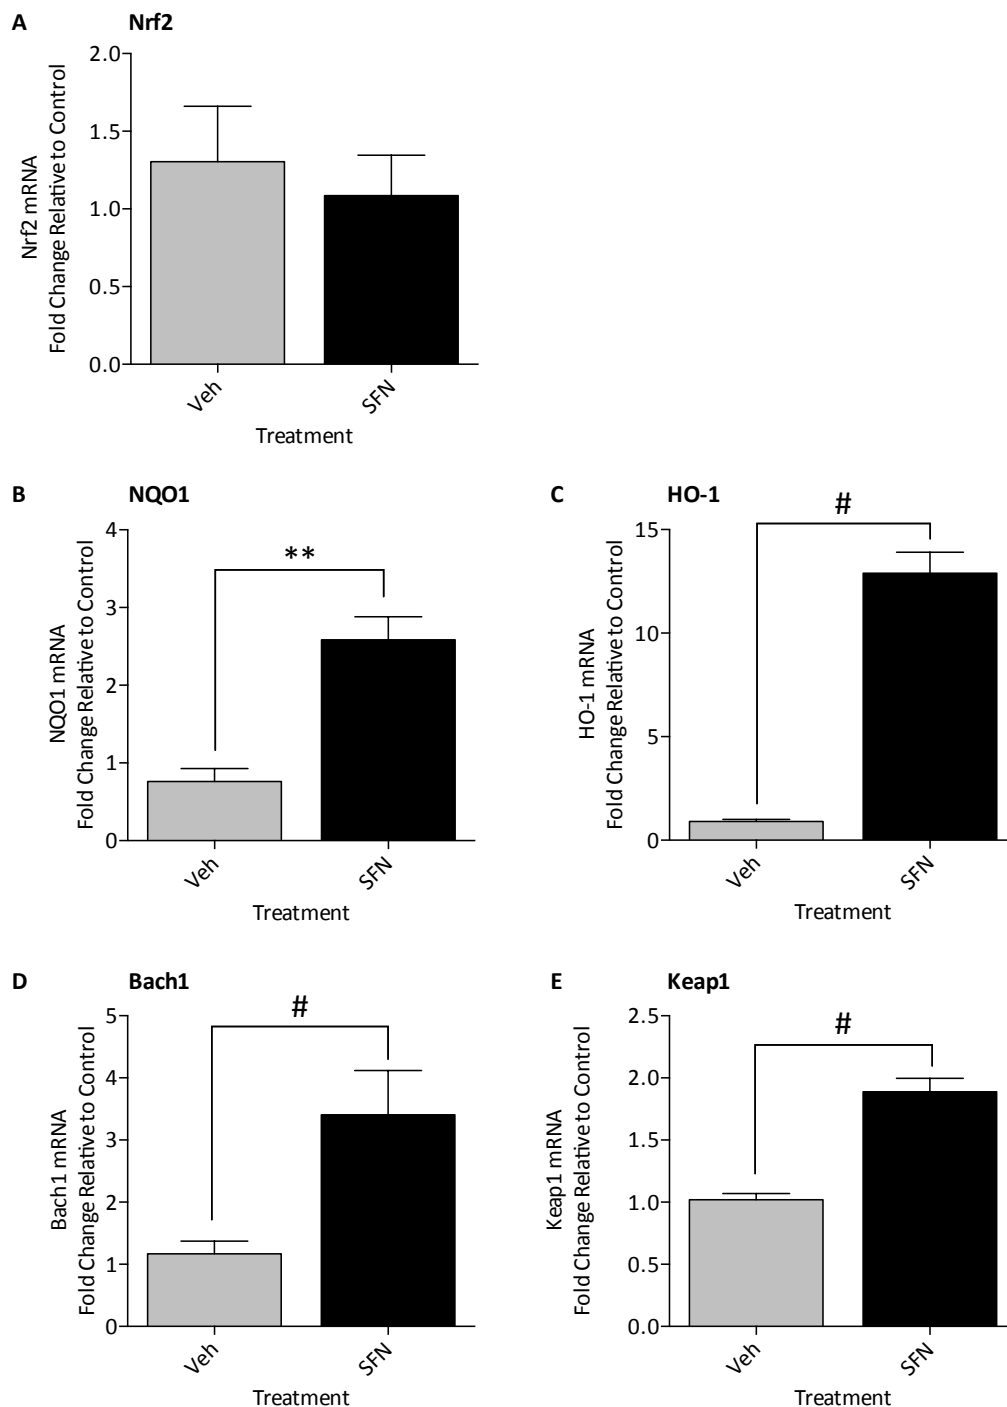 A Nrf2
Nrf2 mRNA
Fold Change Relative to Control
2.0
1.5
1.0
0.5
0.0
Veh
SFN
Treatment
B NQO1
NQO1 mRNA
Fold Change Relative to Control
4
3
2
1
0
**
Veh
SFN
Treatment
C HO-1
HO-1 mRNA
Fold Change Relative to Control
15
10
5
0
#
Veh
SFN
Treatment
D Bach1
Bach1 mRNA
Fold Change Relative to Control
5
4
3
2
1
0
#
Veh
SFN
Treatment
E Keap1
Keap1 mRNA
Fold Change Relative to Control
2.5
2.0
1.5
1.0
0.5
0.0
#
Veh
SFN
Treatment